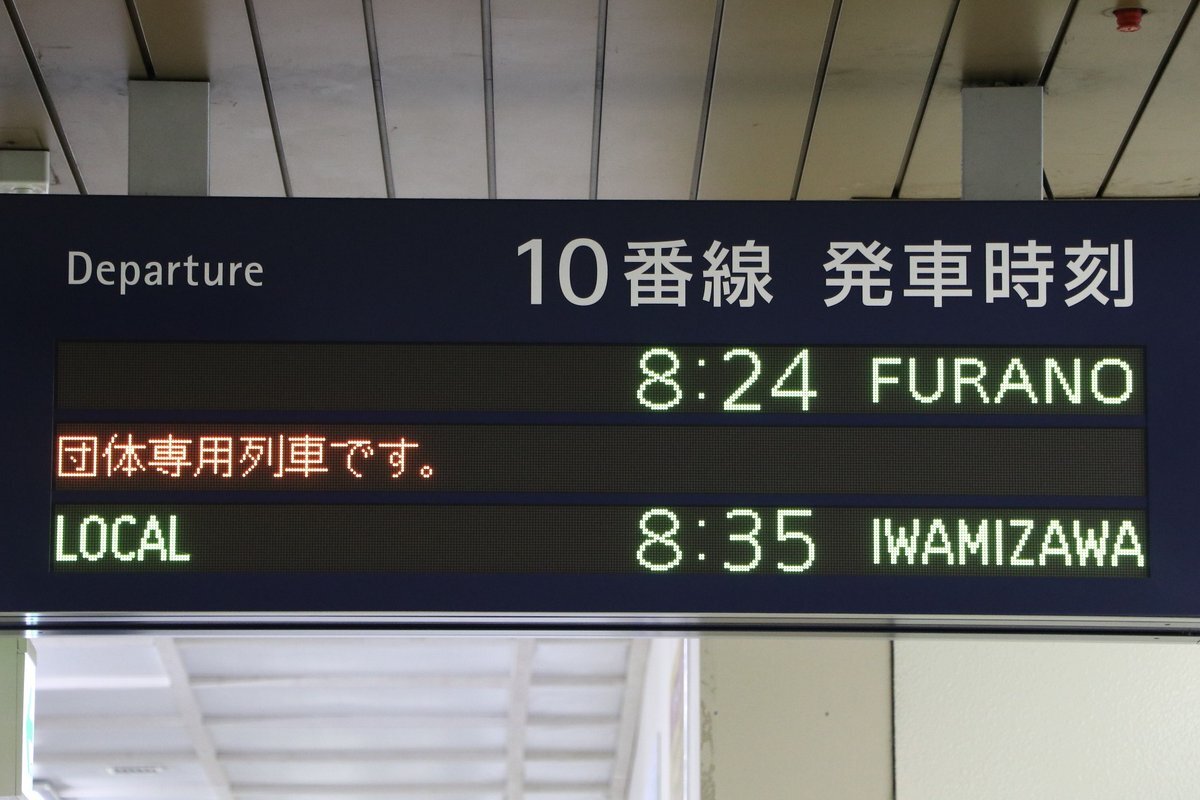 Departure 10番線 発車時刻
8:24 FURANO
団体専用列車です。
LOCAL 8:35 IWAMIZAWA